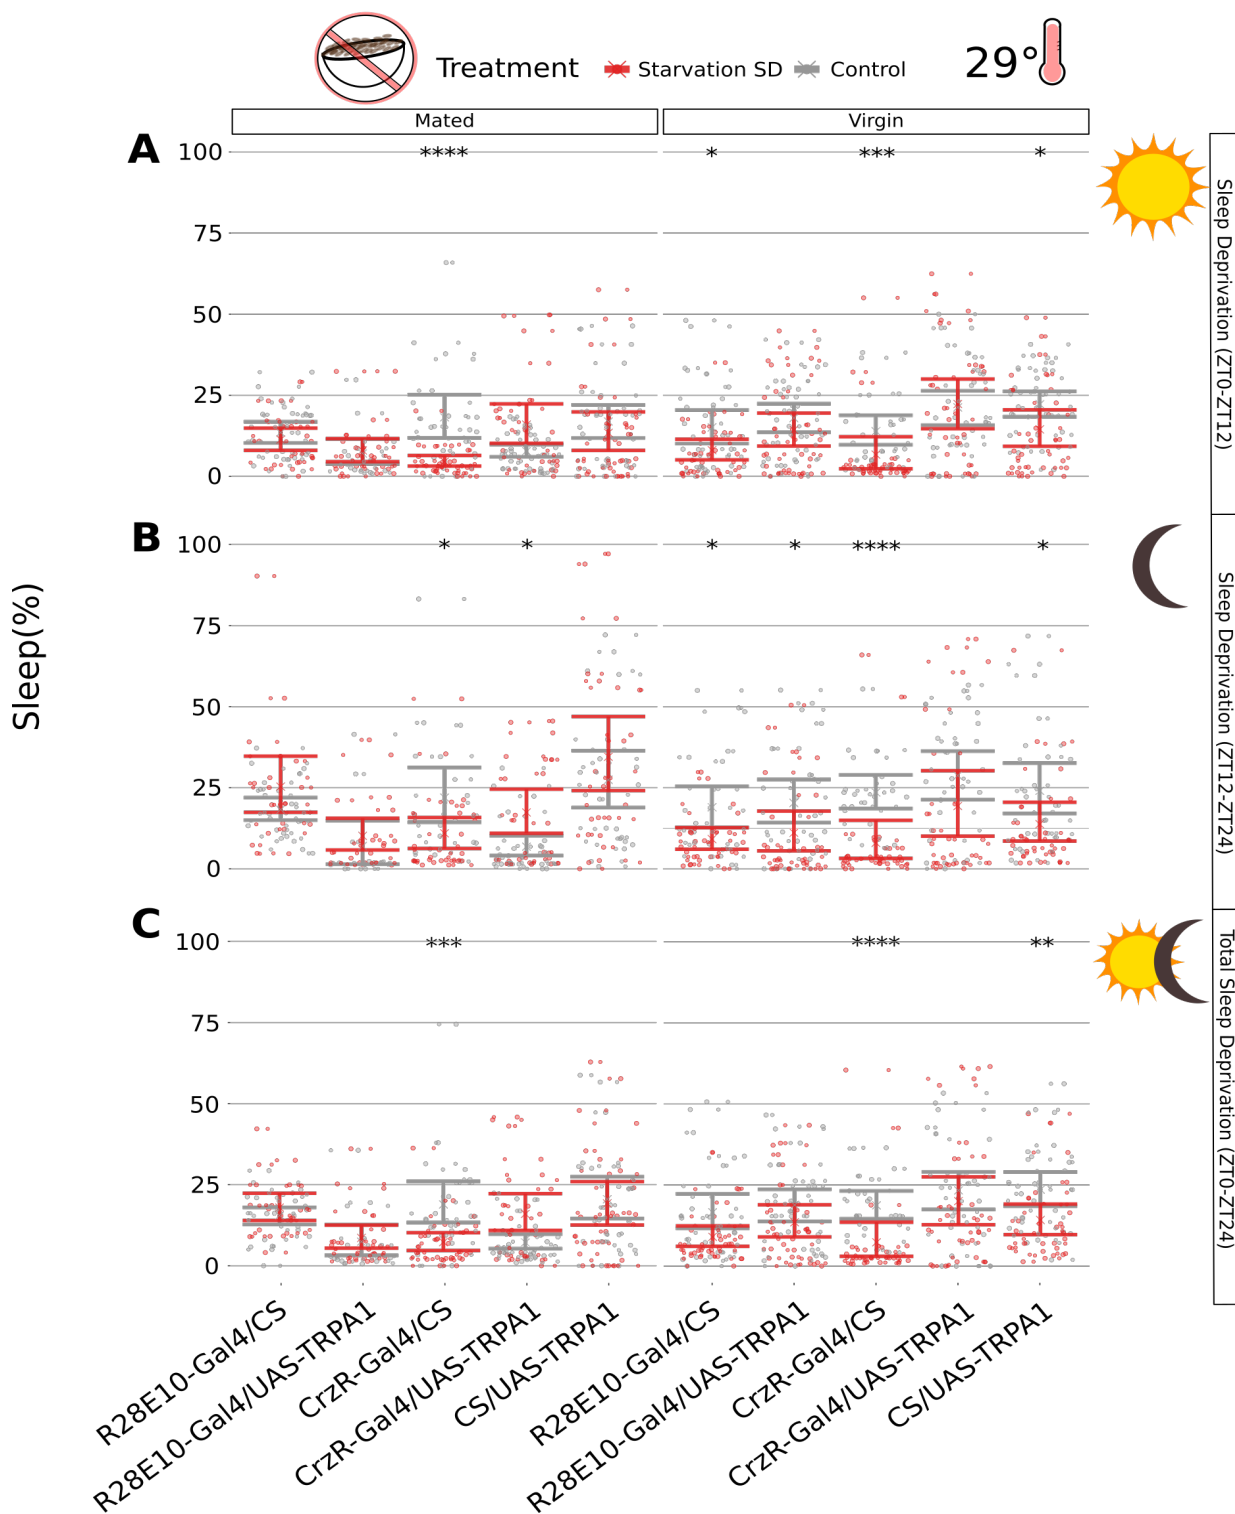 Treatment Starvation SD Control 29°
Mated Virgin
A
100 **** * *** *
75
50
25
0
Sleep Deprivation (ZT0-ZT12)
B
100 * * * * **** *
75
50
25
0
Sleep Deprivation (ZT12-ZT24)
Sleep(%)
C
100 *** **** **
75
50
25
0
Total Sleep Deprivation (ZT0-ZT24)
R28E10-Gal4/CS
R28E10-Gal4/UAS-TRPA1
CrzR-Gal4/CS
CrzR-Gal4/UAS-TRPA1
CS/UAS-TRPA1
R28E10-Gal4/CS
R28E10-Gal4/UAS-TRPA1
CrzR-Gal4/CS
CrzR-Gal4/UAS-TRPA1
CS/UAS-TRPA1